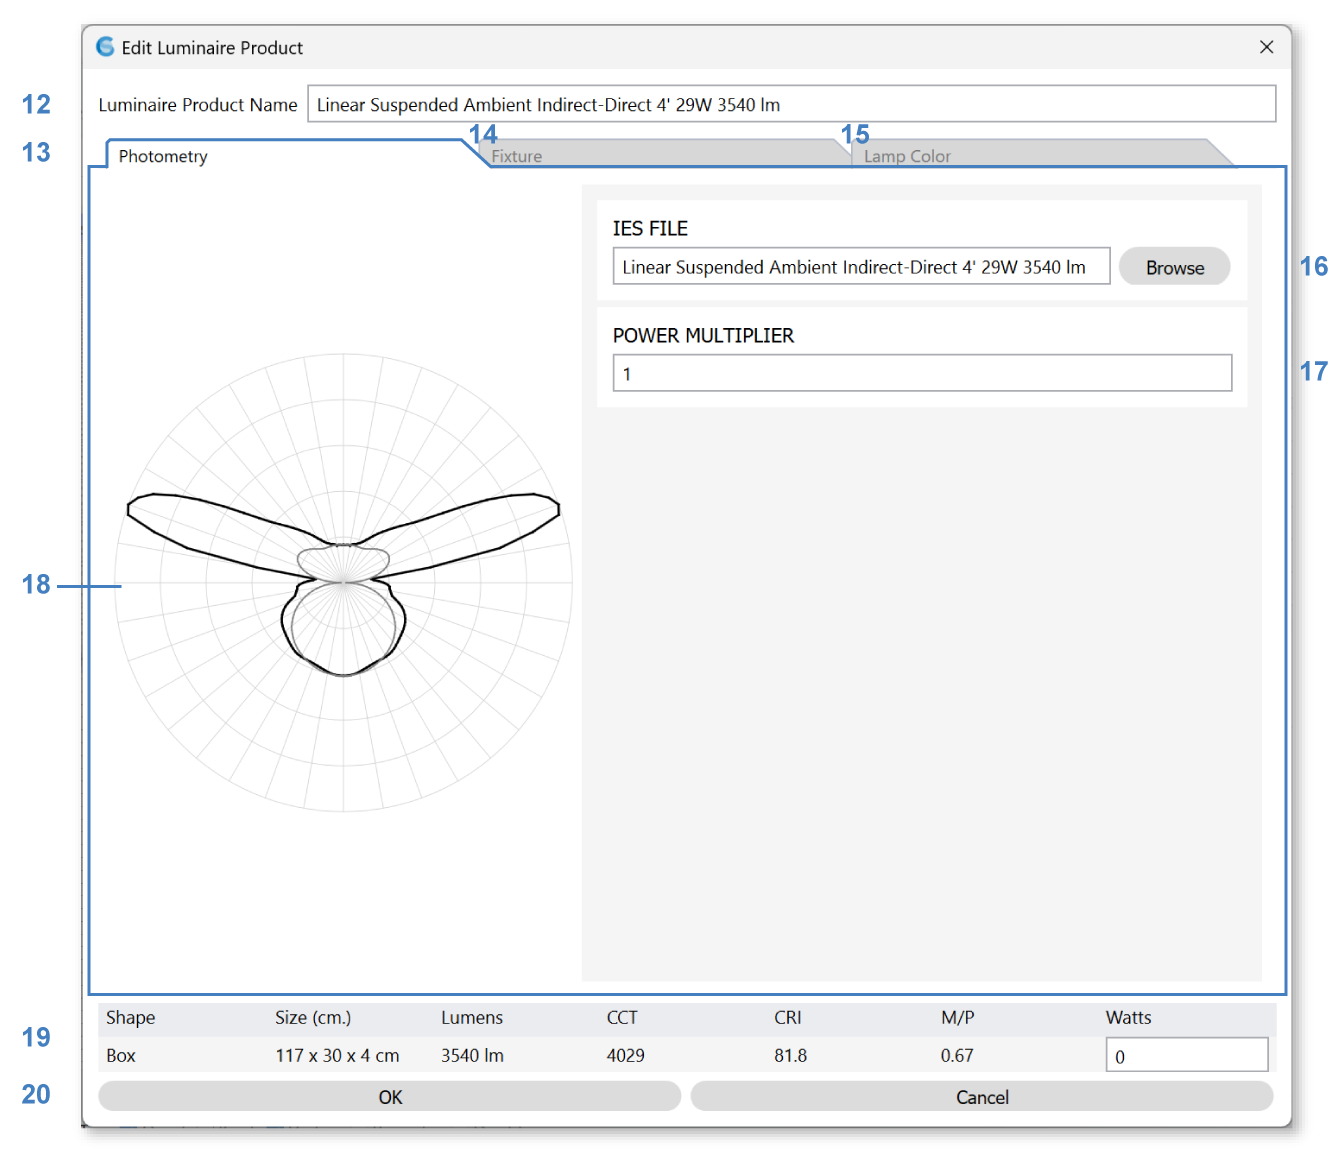 Edit Luminaire Product
12
Luminaire Product Name
Linear Suspended Ambient Indirect-Direct 4' 29W 3540 lm
13
Photometry
14
Fixture
15
Lamp Color
IES FILE
Linear Suspended Ambient Indirect-Direct 4' 29W 3540 lm
Browse
16
POWER MULTIPLIER
1
17
18
19
Shape Size (cm.) Lumens CCT CRI M/P Watts
Box 117 x 30 x 4 cm 3540 lm 4029 81.8 0.67 0
20
OK Cancel